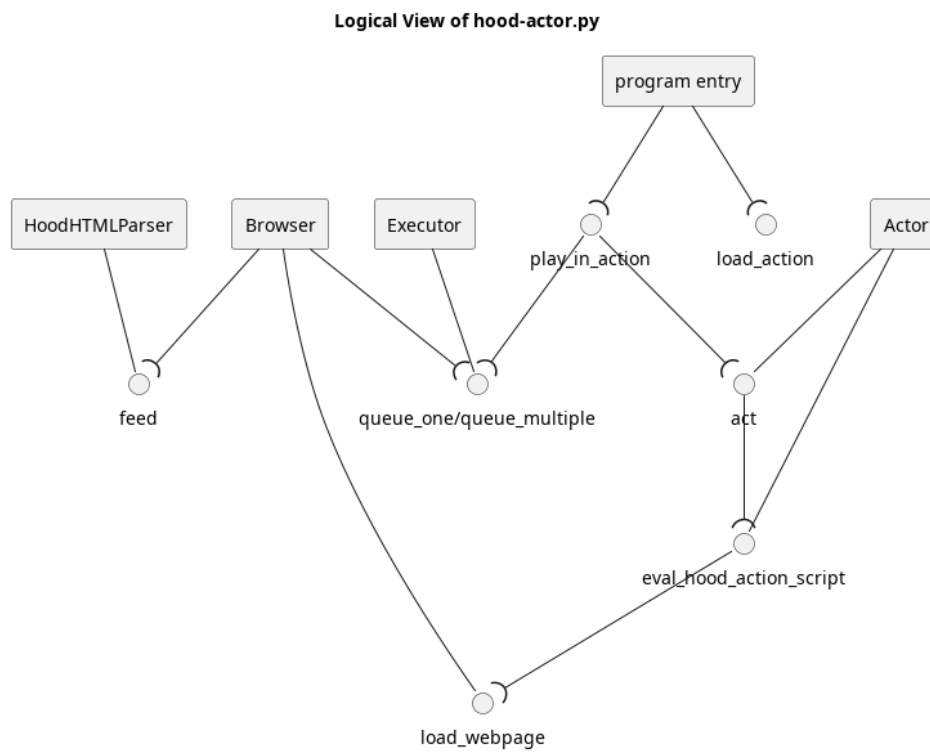 Logical View of hood-actor.py
program entry
HoodHTMLParser
Browser
Executor
Actor
play_in_action
load_action
feed
queue_one/queue_multiple
act
eval_hood_action_script
load_webpage